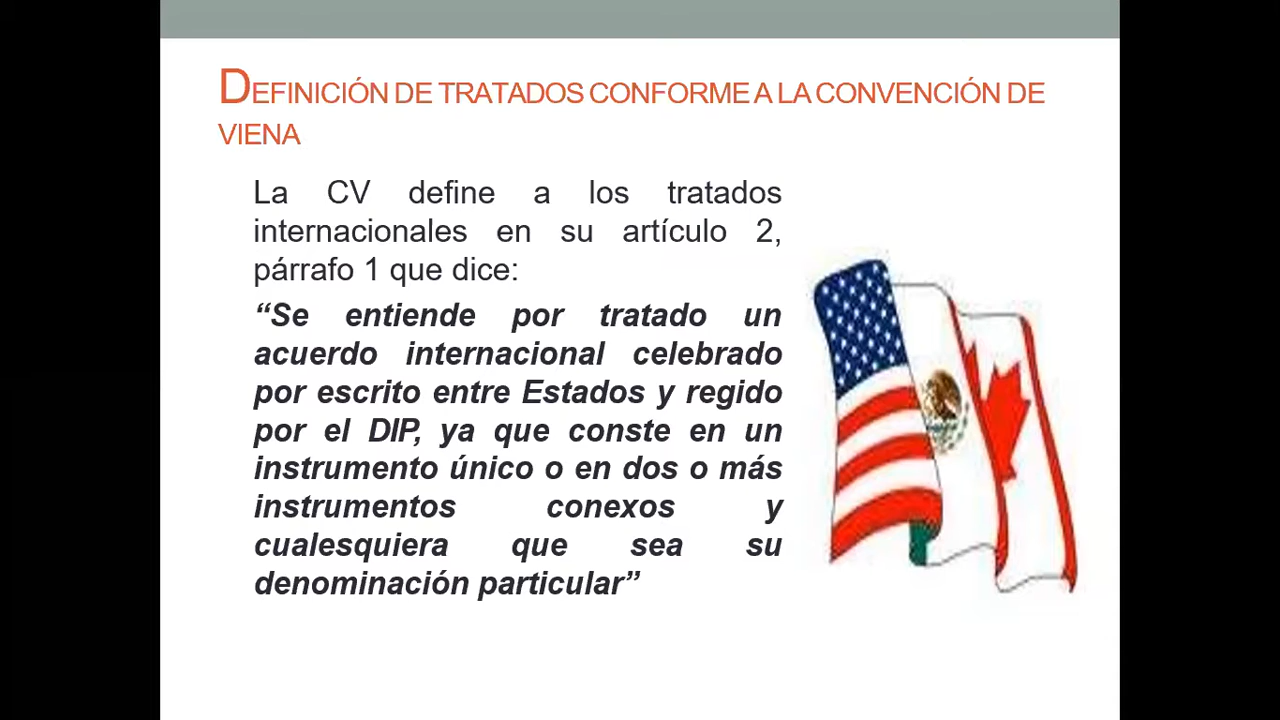 DEFINICIÓN DE TRATADOS CONFORME A LA CONVENCIÓN DE
VIENA
La CV define a los tratados
internacionales en su artículo 2,
párrafo 1 que dice:
“Se entiende por tratado un
acuerdo internacional celebrado
por escrito entre Estados y regido
por el DIP, ya que conste en un
instrumento único o en dos o más
instrumentos conexos y
cualesquiera que sea su
denominación particular”